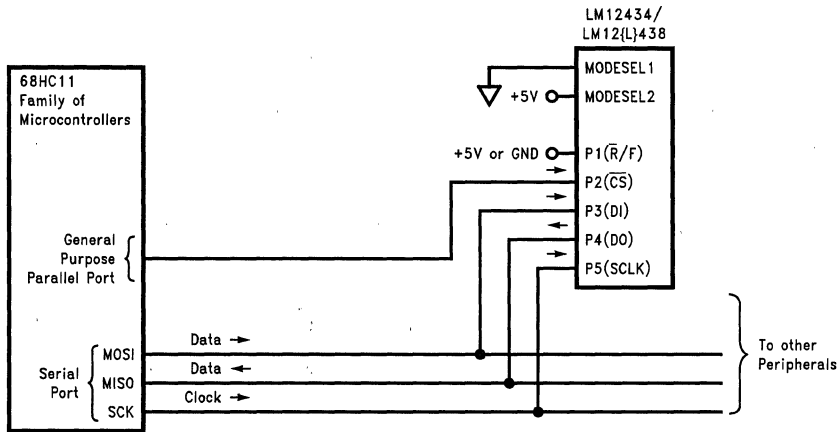 LM12434/
LM12{L}438
68HC11
Family of
Microcontrollers
MODESEL1
+5V
MODESEL2
+5V or GND
P1(R̅/F)
P2(C̅S̅)
P3(DI)
P4(DO)
P5(SCLK)
General
Purpose
Parallel Port
Serial
Port
MOSI
MISO
SCK
Data →
Data ←
Clock →
To other
Peripherals